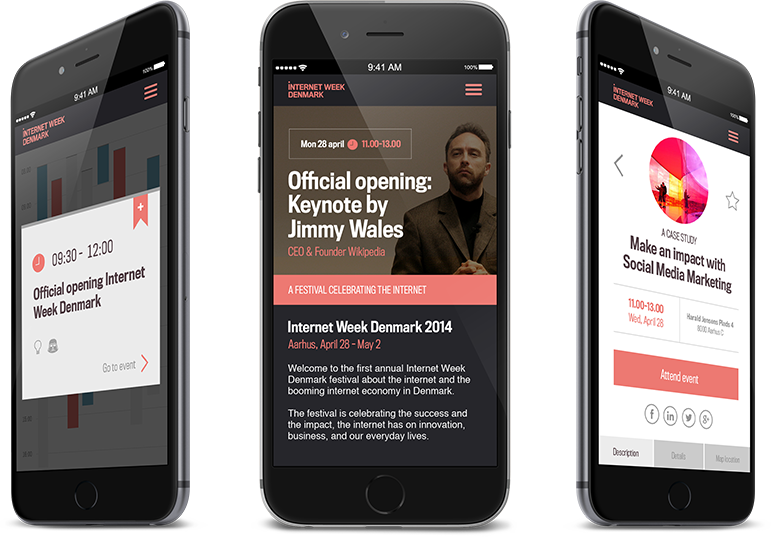 9:41 AM
100%
INTERNET WEEK
DENMARK
+
09:30 - 12:00
Official opening Internet
Week Denmark
Go to event
9:41 AM
100%
INTERNET WEEK
DENMARK
Mon 28 april 11.00-13.00
Official opening:
Keynote by
Jimmy Wales
CEO & Founder Wikipedia
A FESTIVAL CELEBRATING THE INTERNET
Internet Week Denmark 2014
Aarhus, April 28 - May 2
Welcome to the first annual Internet Week
Denmark festival about the internet and the
booming internet economy in Denmark.
The festival is celebrating the success and
the impact, the internet has on innovation,
business, and our everyday lives.
9:41 AM
100%
INTERNET WEEK
DENMARK
A CASE STUDY
Make an impact with
Social Media Marketing
11.00-13.00
Wed, April 28
Harald Jensens Plads 4
8000 Aarhus C
Attend event
f in g+
Description Details Map location